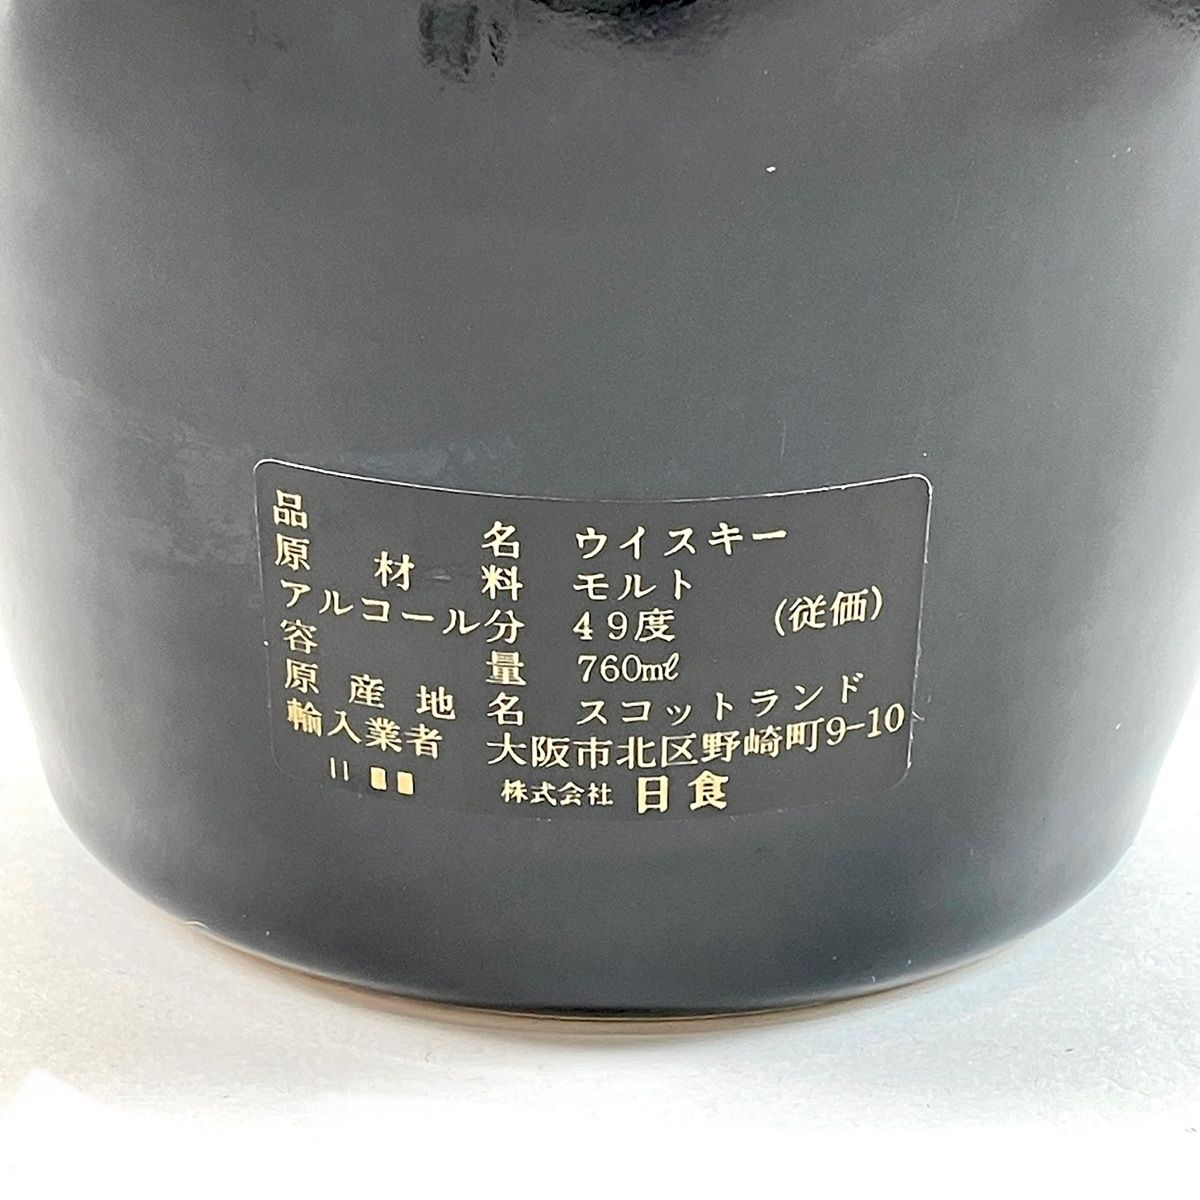 品名 ウイスキー
原材料 モルト
アルコール分 49度 (従価)
容量 760㎖
原産地名 スコットランド
輸入業者 大阪市北区野崎町9-10
株式会社 日食